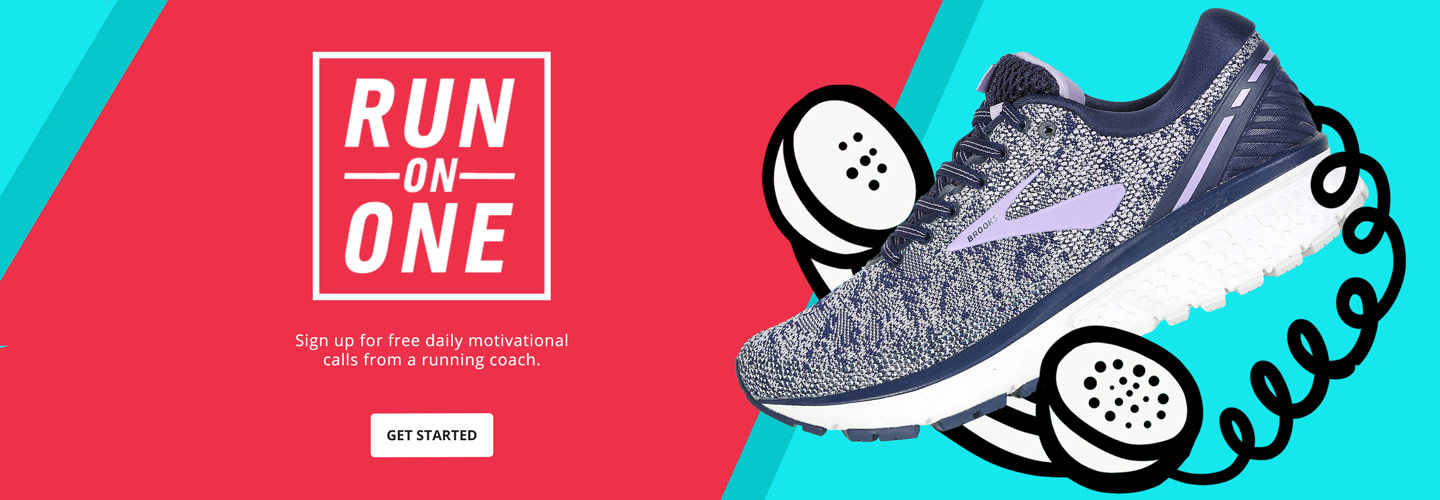 RUN
ON
ONE
Sign up for free daily motivational
calls from a running coach.
GET STARTED
BROOKS